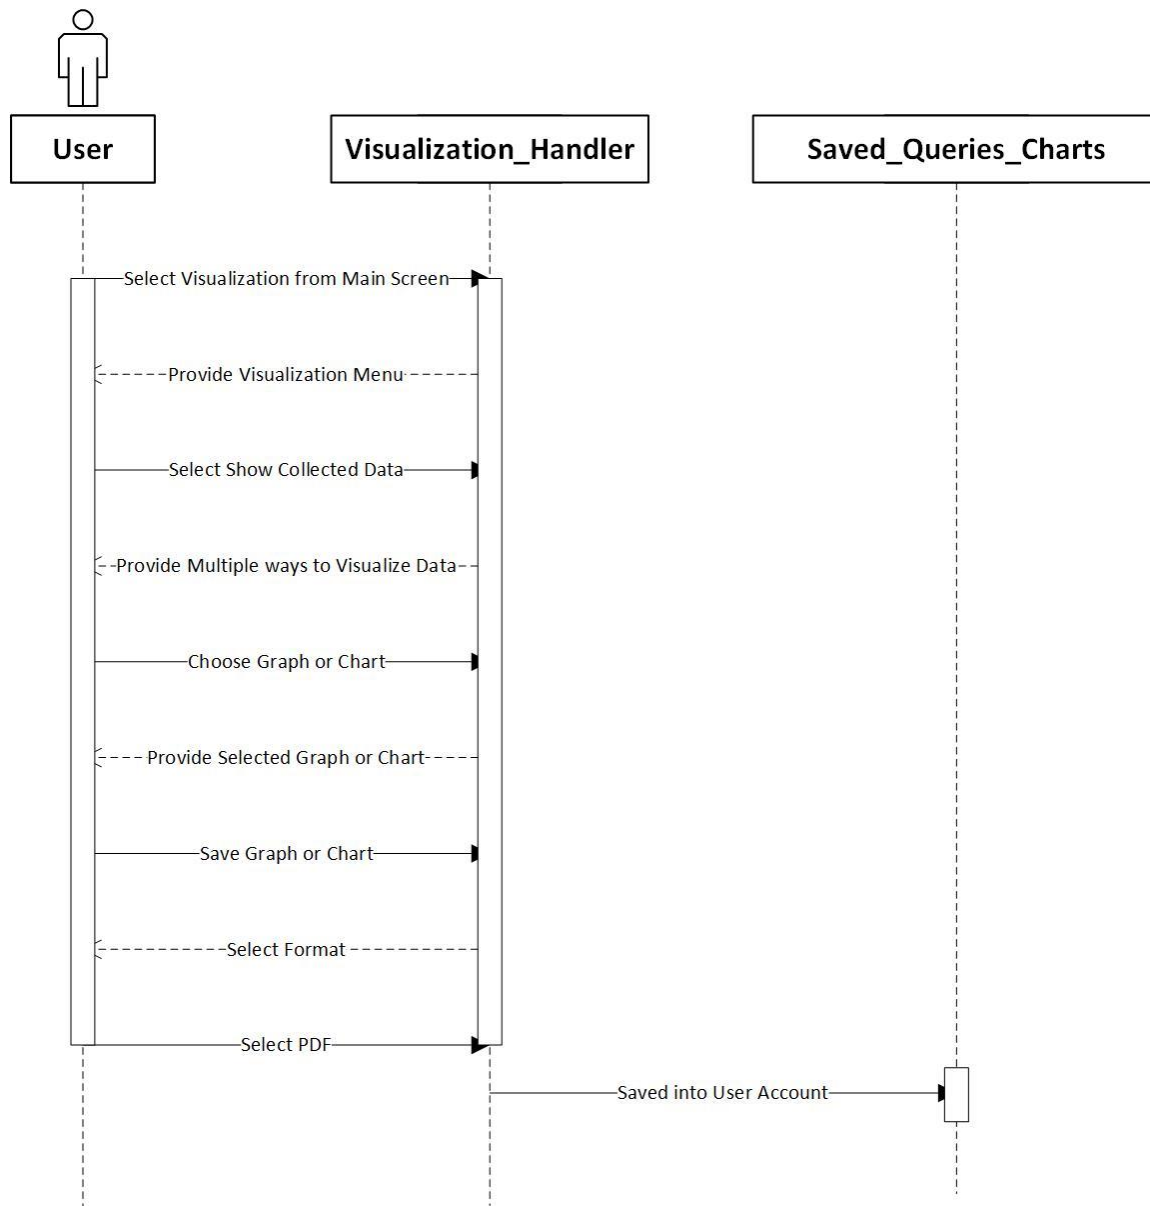 User
Visualization_Handler
Saved_Queries_Charts
Select Visualization from Main Screen
Provide Visualization Menu
Select Show Collected Data
Provide Multiple ways to Visualize Data
Choose Graph or Chart
Provide Selected Graph or Chart
Save Graph or Chart
Select Format
Select PDF
Saved into User Account